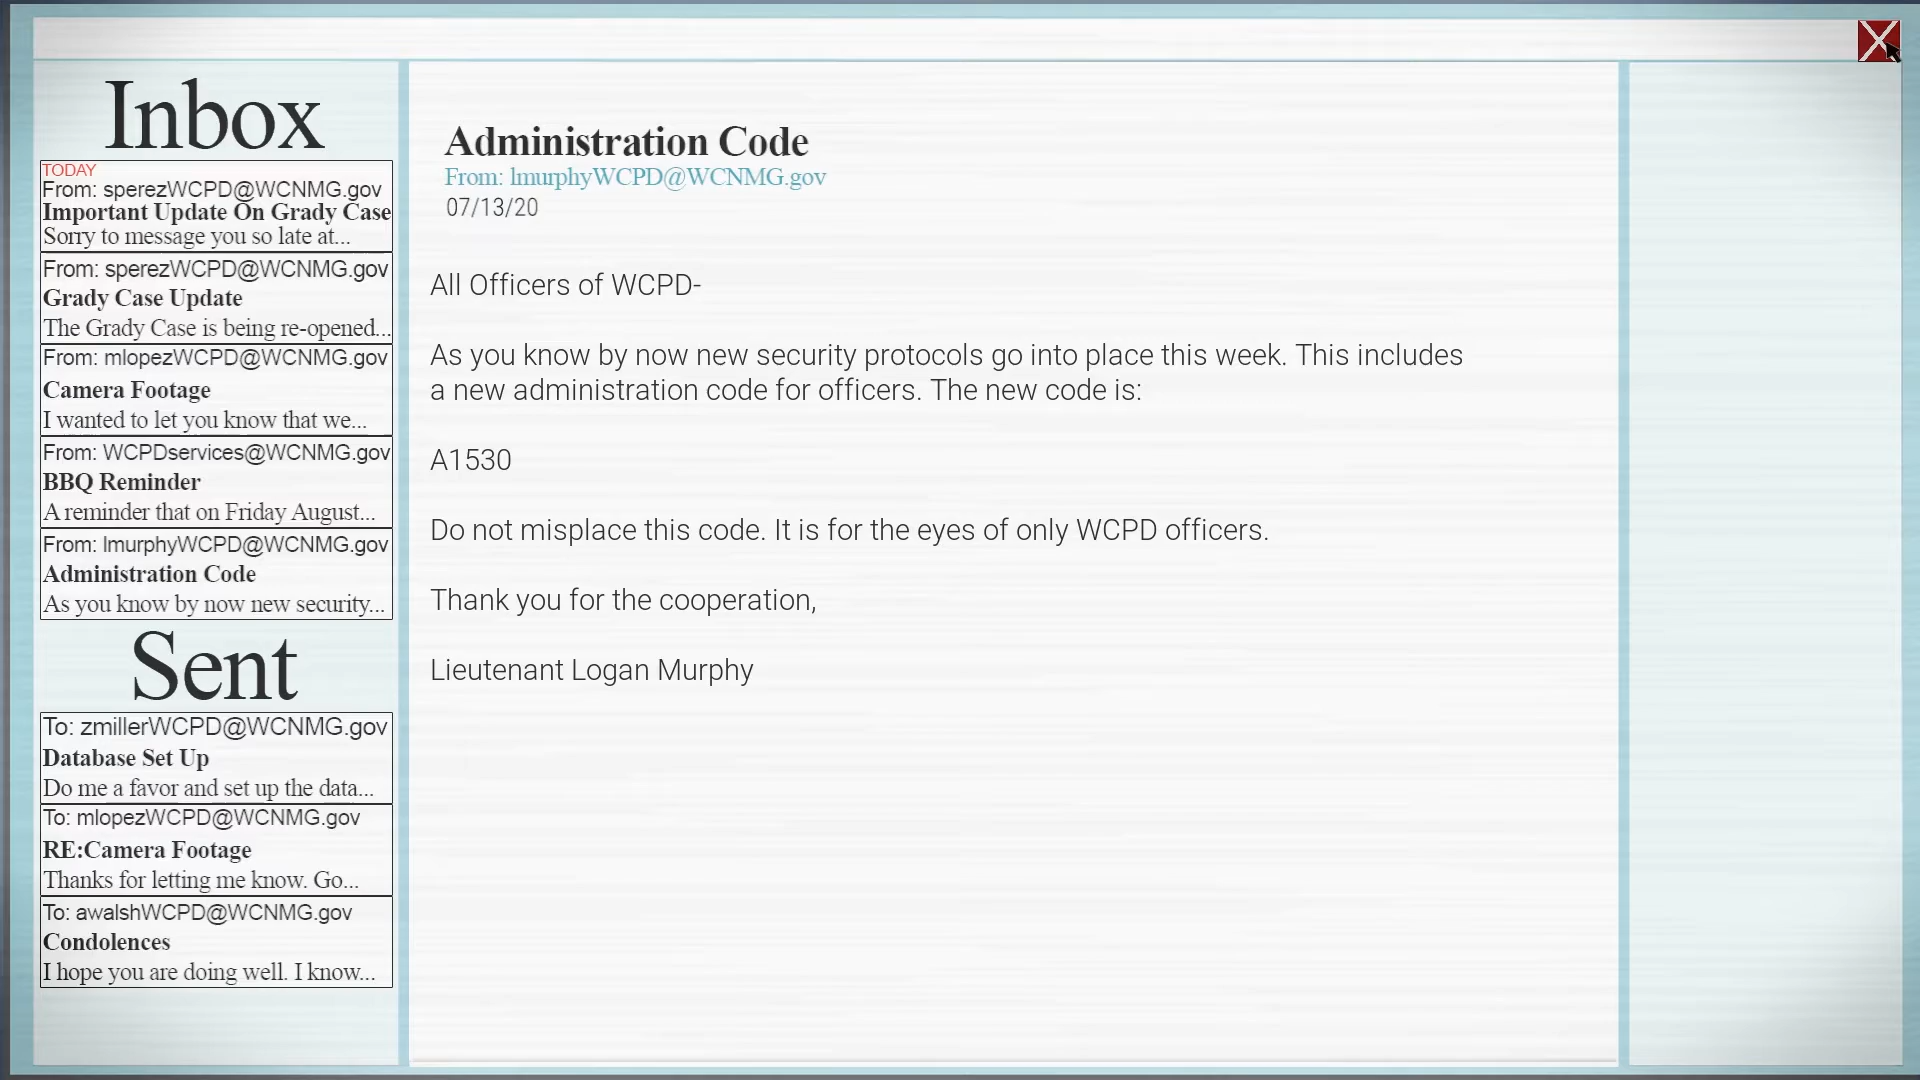 Inbox
TODAY
From: sperezWCPD@WCNMG.gov
Important Update On Grady Case
Sorry to message you so late at...
From: sperezWCPD@WCNMG.gov
Grady Case Update
The Grady Case is being re-opened...
From: mlopezWCPD@WCNMG.gov
Camera Footage
I wanted to let you know that we...
From: WCPDservices@WCNMG.gov
BBQ Reminder
A reminder that on Friday August...
From: lmurphyWCPD@WCNMG.gov
Administration Code
As you know by now new security...
Sent
To: zmillerWCPD@WCNMG.gov
Database Set Up
Do me a favor and set up the data...
To: mlopezWCPD@WCNMG.gov
RE:Camera Footage
Thanks for letting me know. Go...
To: awalshWCPD@WCNMG.gov
Condolences
I hope you are doing well. I know...
Administration Code
From: lmurphyWCPD@WCNMG.gov
07/13/20
All Officers of WCPD-
As you know by now new security protocols go into place this week. This includes
a new administration code for officers. The new code is:
A1530
Do not misplace this code. It is for the eyes of only WCPD officers.
Thank you for the cooperation,
Lieutenant Logan Murphy